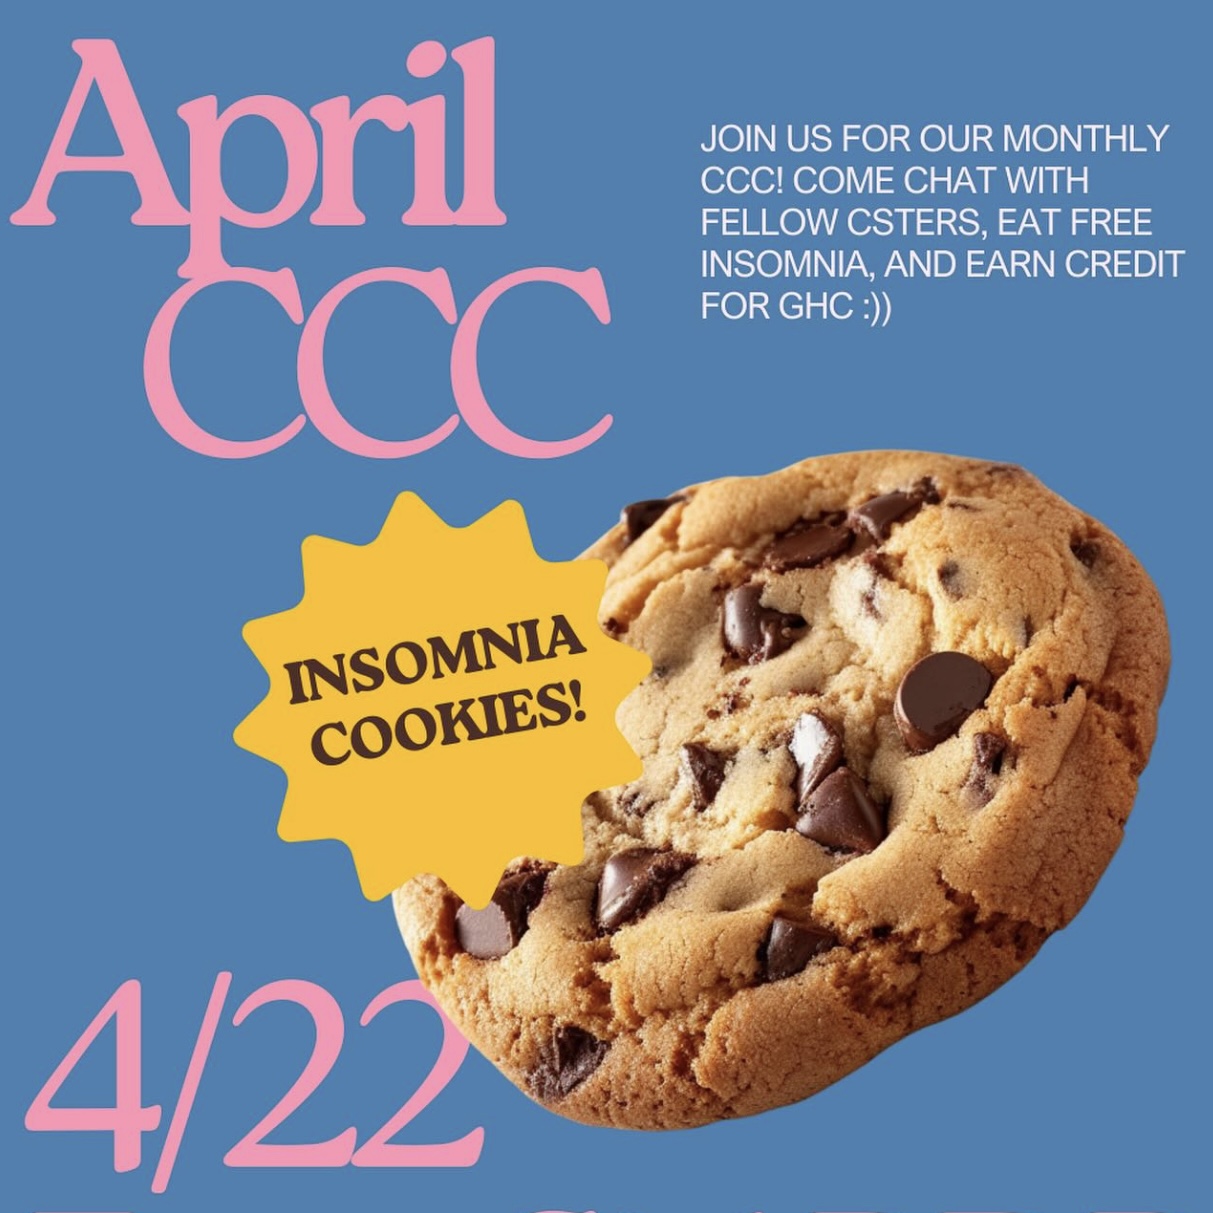 April
CCC
JOIN US FOR OUR MONTHLY
CCC! COME CHAT WITH
FELLOW CSTERS, EAT FREE
INSOMNIA, AND EARN CREDIT
FOR GHC :))
INSOMNIA
COOKIES!
4/22